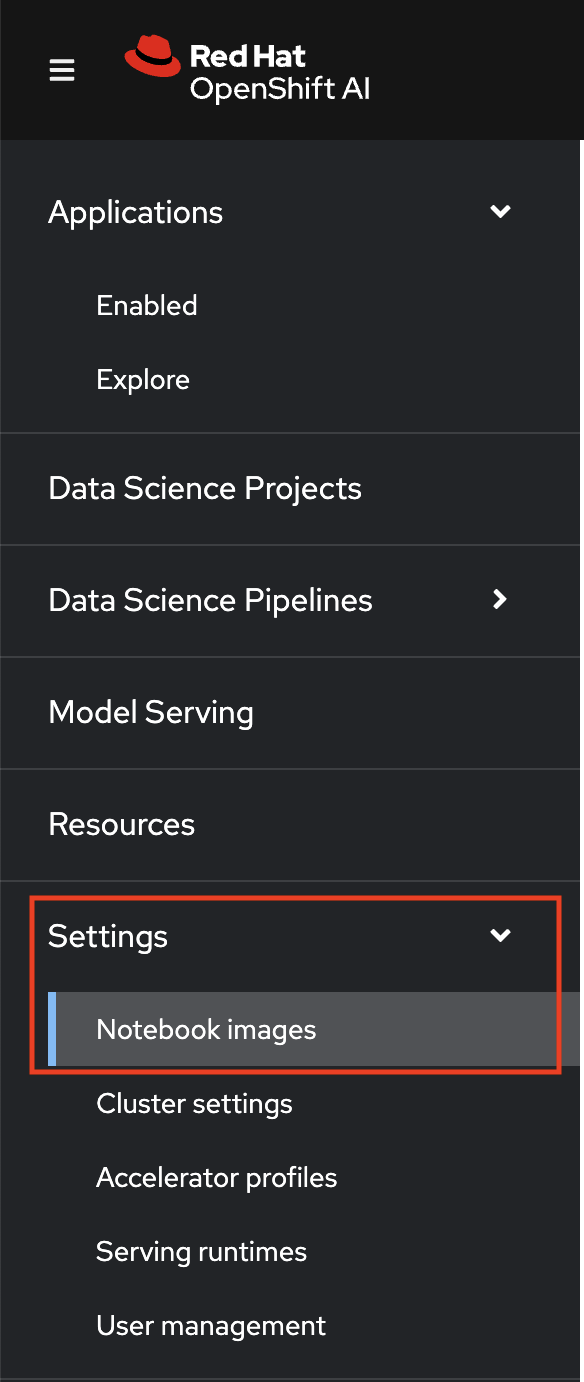 Red Hat
OpenShift AI
Applications
Enabled
Explore
Data Science Projects
Data Science Pipelines
Model Serving
Resources
Settings
Notebook images
Cluster settings
Accelerator profiles
Serving runtimes
User management